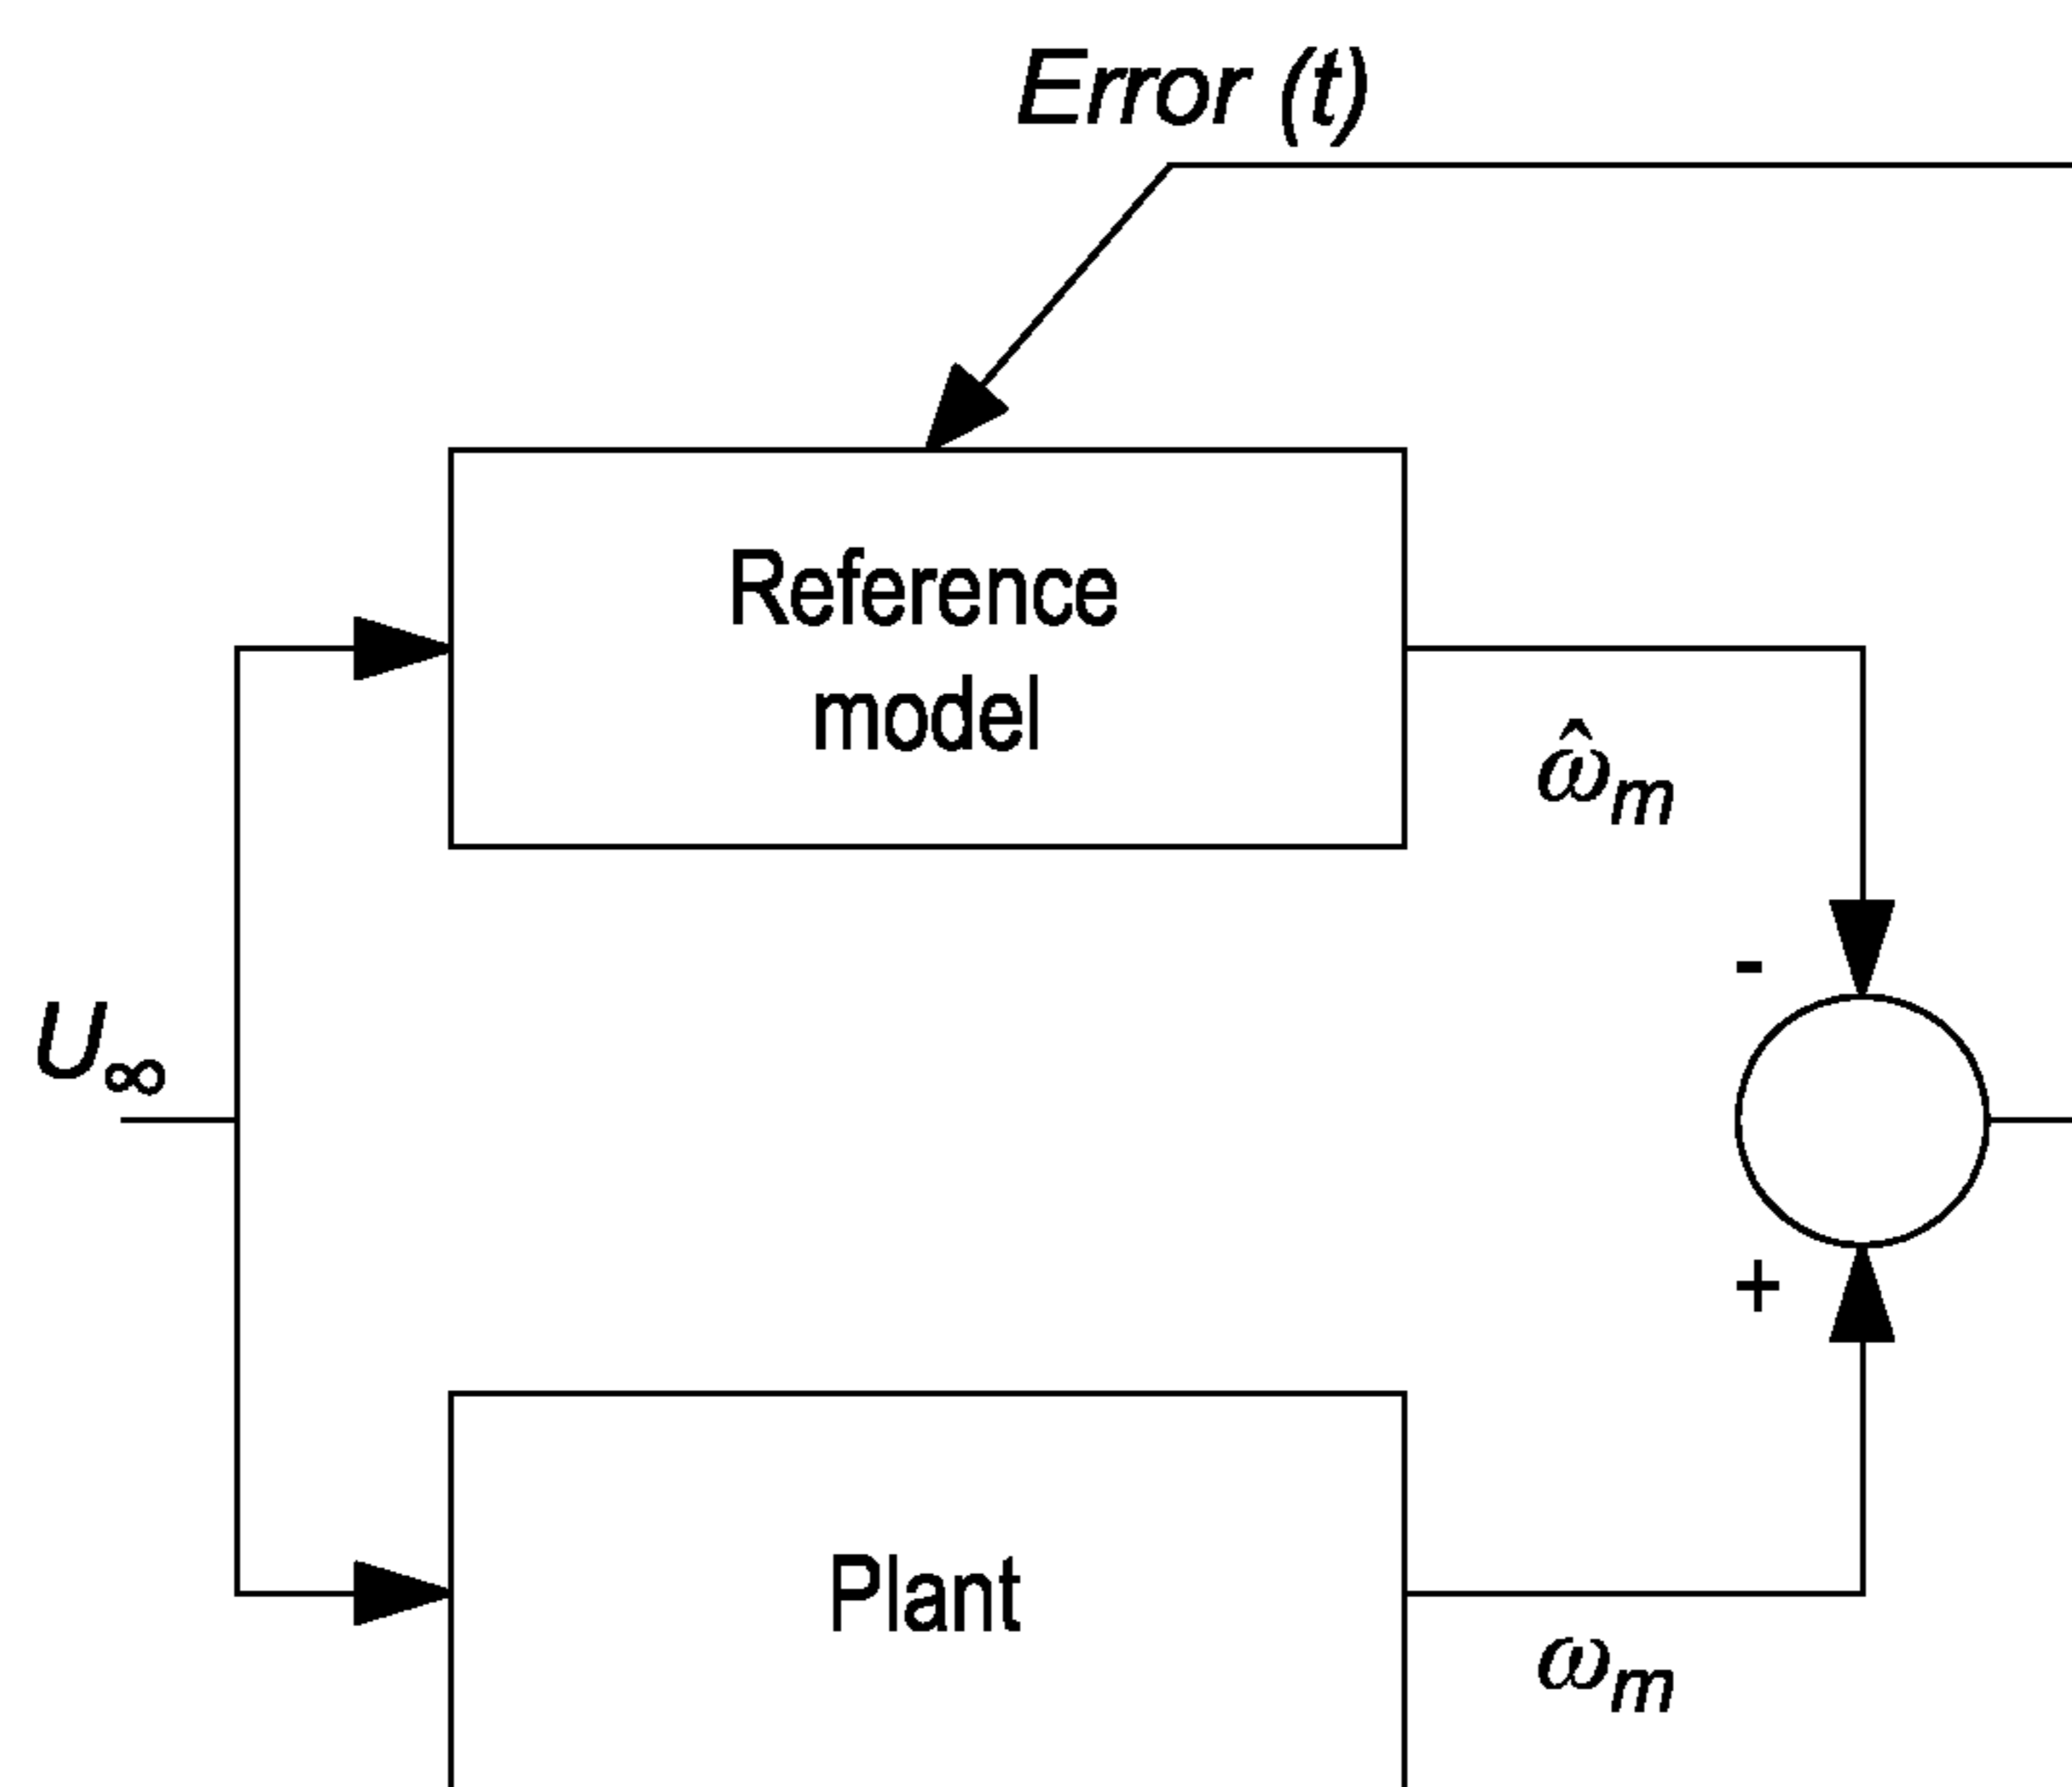 Error (t)
Reference
model
ω̂m
-
U∞
+
Plant
ωm